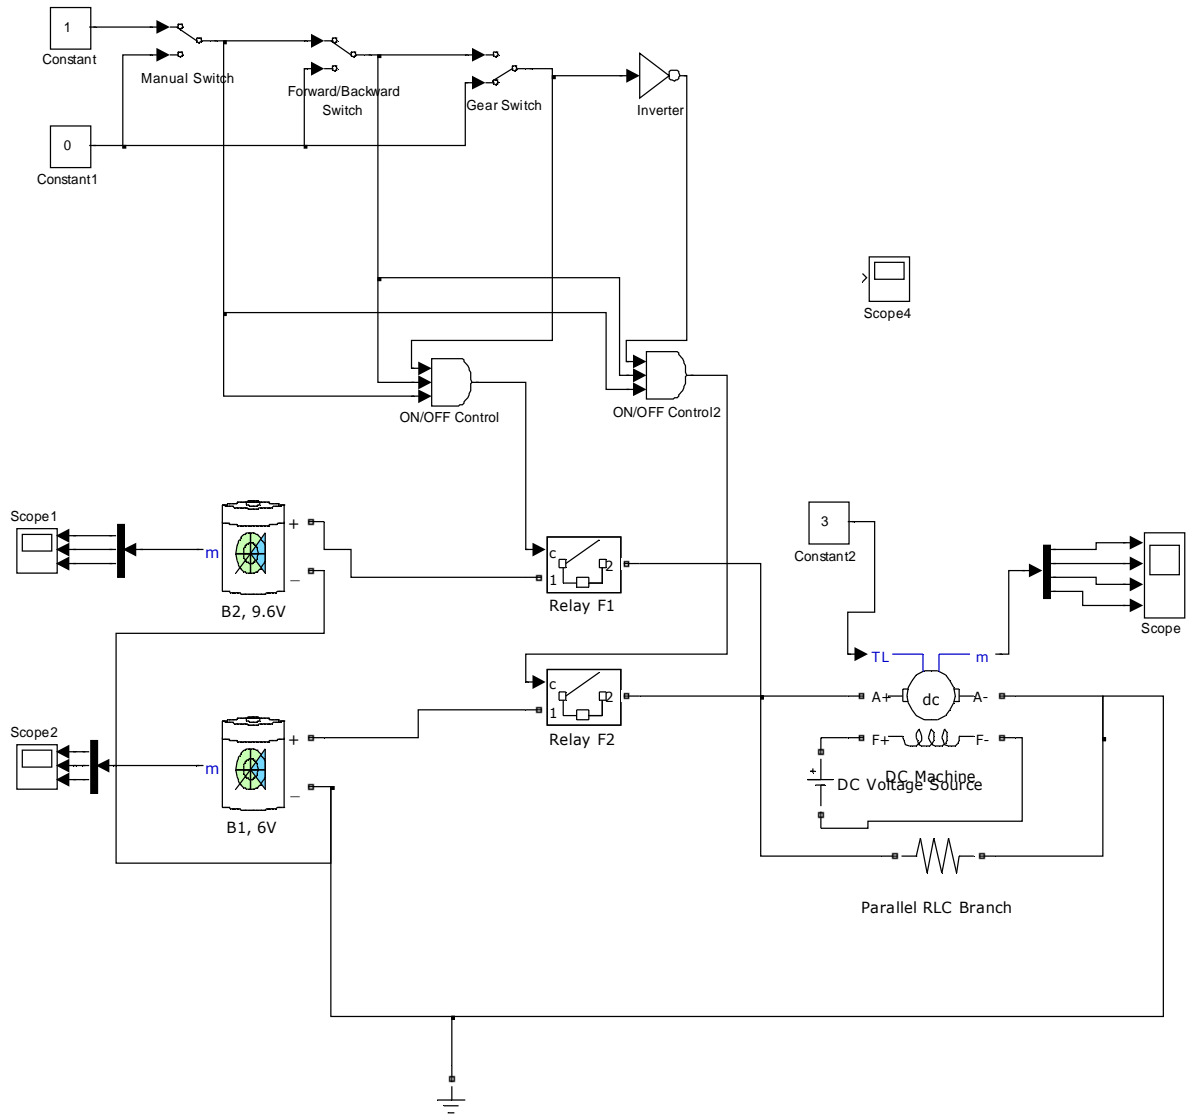 1
Constant
Manual Switch
Forward/Backward
Switch
Gear Switch
Inverter
0
Constant1
Scope4
ON/OFF Control
ON/OFF Control2
Scope1
m
+
_
B2, 9.6V
c
1
2
Relay F1
3
Constant2
Scope
TL
m
A+
dc
A-
F+
F-
DC Machine
+
DC Voltage Source
c
1
2
Relay F2
Scope2
m
+
_
B1, 6V
Parallel RLC Branch